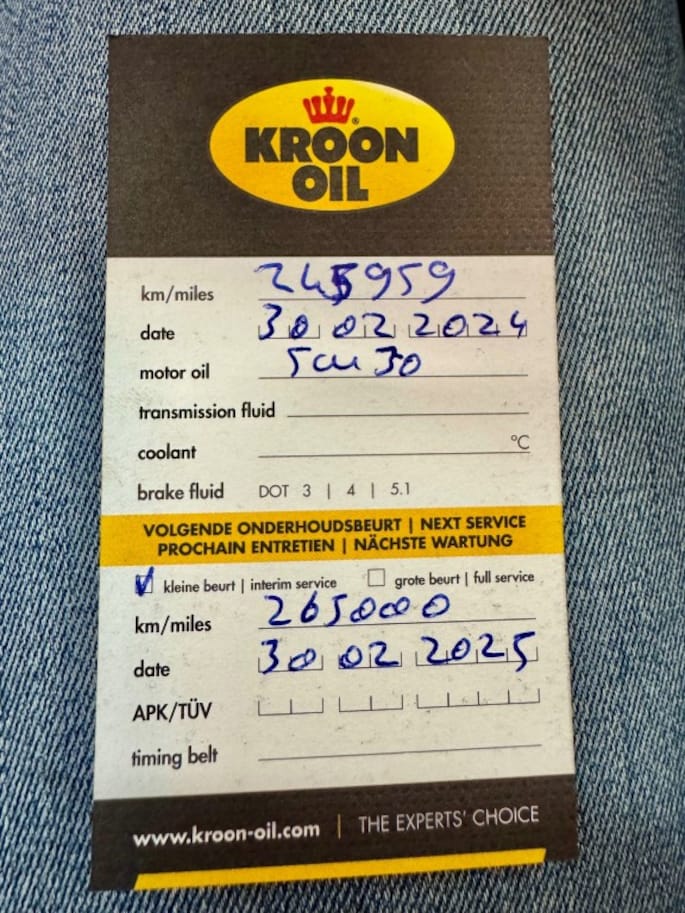 KROON
OIL
km/miles 245959
date 30 02 2024
motor oil 5w 30
transmission fluid
coolant °C
brake fluid DOT 3 | 4 | 5.1
VOLGENDE ONDERHOUDSBEURT | NEXT SERVICE
PROCHAIN ENTRETIEN | NÄCHSTE WARTUNG
kleine beurt | interim service grote beurt | full service
km/miles 265000
date 30 02 2025
APK/TÜV
timing belt
www.kroon-oil.com | THE EXPERTS' CHOICE